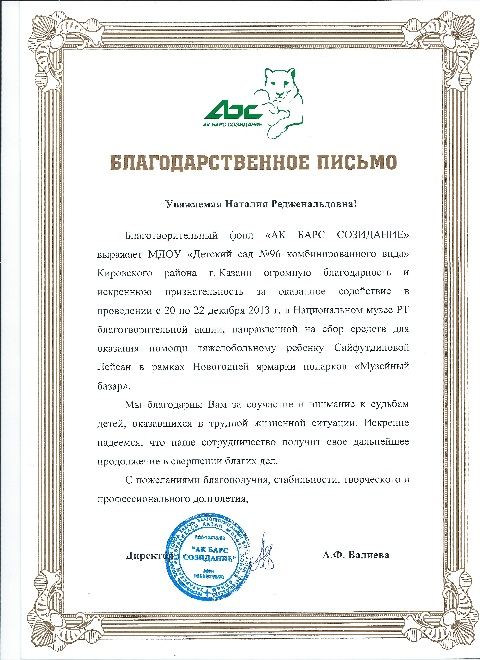 АК БАРС СОЗИДАНИЕ
БЛАГОДАРСТВЕННОЕ ПИСЬМО
Уважаемая Наталия Редженальдовна!
Благотворительный фонд «АК БАРС СОЗИДАНИЕ»
выражает МДОУ «Детский сад №96 комбинированного вида»
Кировского района г. Казани огромную благодарность и
искреннюю признательность за оказанное содействие в
проведении с 20 по 22 декабря 2013 г. в Национальном музее РТ
благотворительной акции, направленной на сбор средств для
оказания помощи тяжелобольному ребенку Сайфутдиновой
Лейсан в рамках Новогодней ярмарки подарков «Музейный
базар».
Мы благодарны Вам за соучастие и внимание к судьбам
детей, оказавшихся в трудной жизненной ситуации. Искренне
надеемся, что наше сотрудничество получит свое дальнейшее
продолжение в свершении благих дел.
С пожеланиями благополучия, стабильности, творческого и
профессионального долголетия,
Директор А.Ф. Валиева
"АК БАРС
СОЗИДАНИЕ"